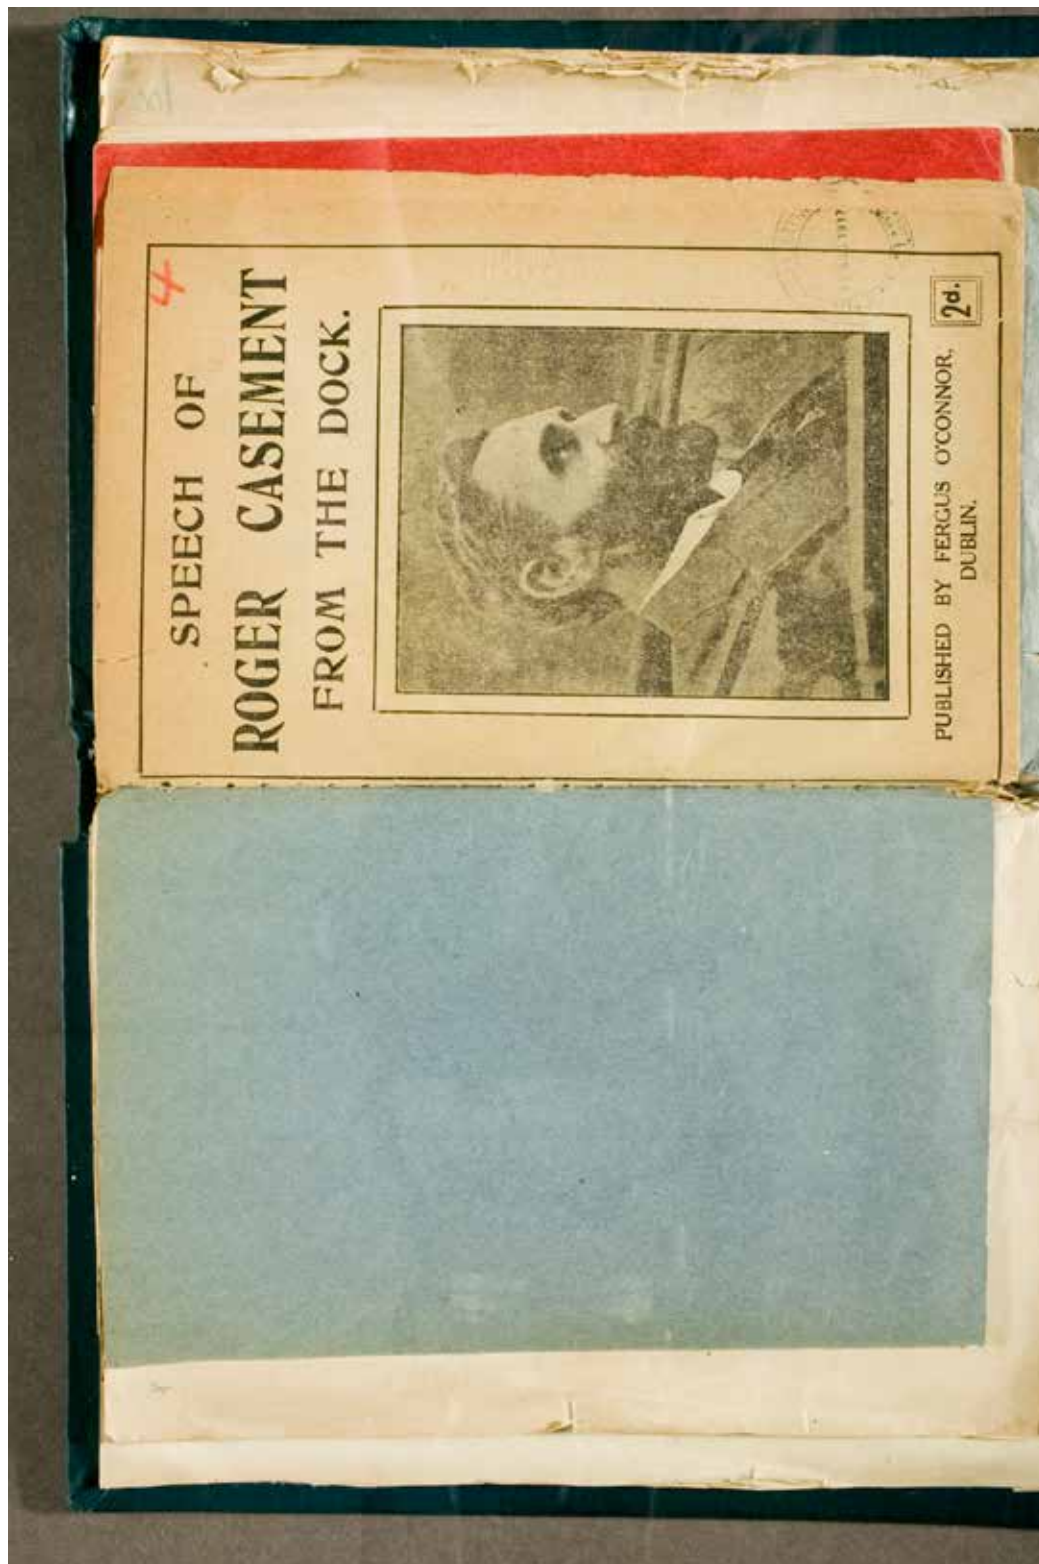 4
SPEECH OF
ROGER CASEMENT
FROM THE DOCK.
PUBLISHED BY FERGUS O'CONNOR,
DUBLIN.
2d.